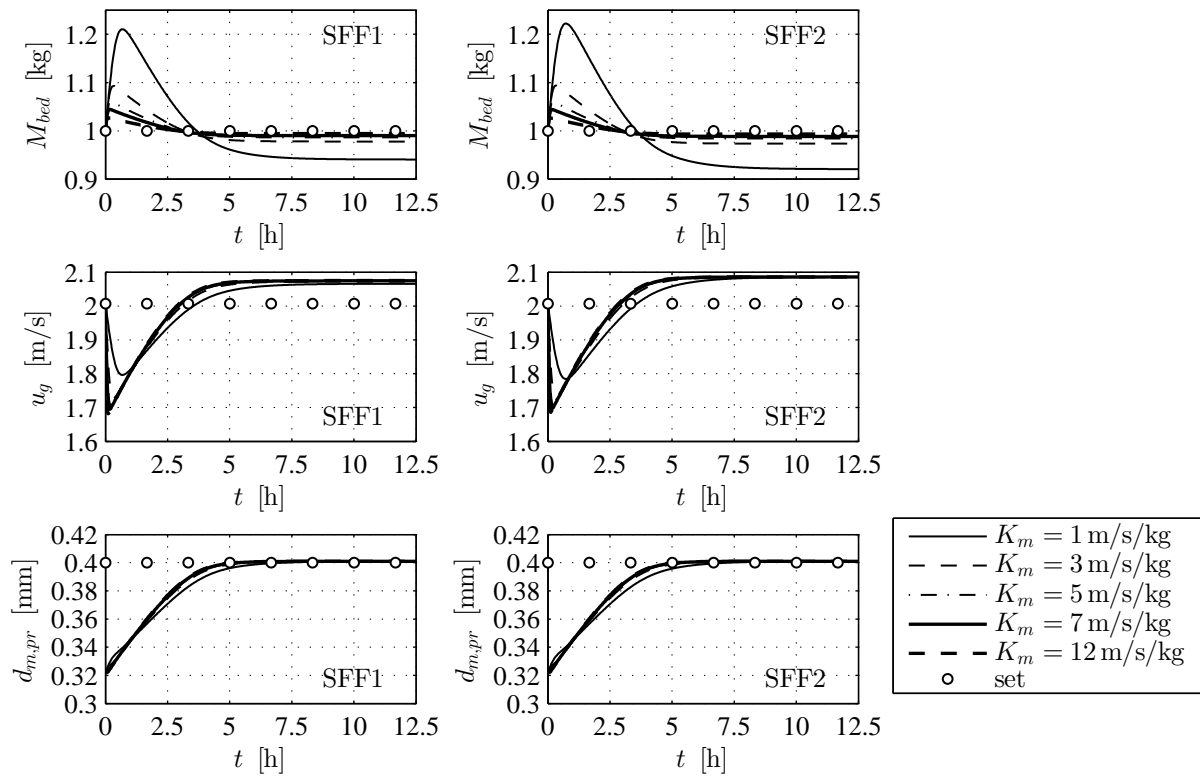 1.2
1.1
1
0.9
M_bed [kg]
SFF1
0 2.5 5 7.5 10 12.5
t [h]
1.2
1.1
1
0.9
M_bed [kg]
SFF2
0 2.5 5 7.5 10 12.5
t [h]
2.1
2
1.9
1.8
1.7
1.6
u_g [m/s]
SFF1
0 2.5 5 7.5 10 12.5
t [h]
2.1
2
1.9
1.8
1.7
1.6
u_g [m/s]
SFF2
0 2.5 5 7.5 10 12.5
t [h]
0.42
0.4
0.38
0.36
0.34
0.32
0.3
d_m,pr [mm]
SFF1
0 2.5 5 7.5 10 12.5
t [h]
0.42
0.4
0.38
0.36
0.34
0.32
0.3
d_m,pr [mm]
SFF2
0 2.5 5 7.5 10 12.5
t [h]
K_m = 1 m/s/kg
K_m = 3 m/s/kg
K_m = 5 m/s/kg
K_m = 7 m/s/kg
K_m = 12 m/s/kg
set